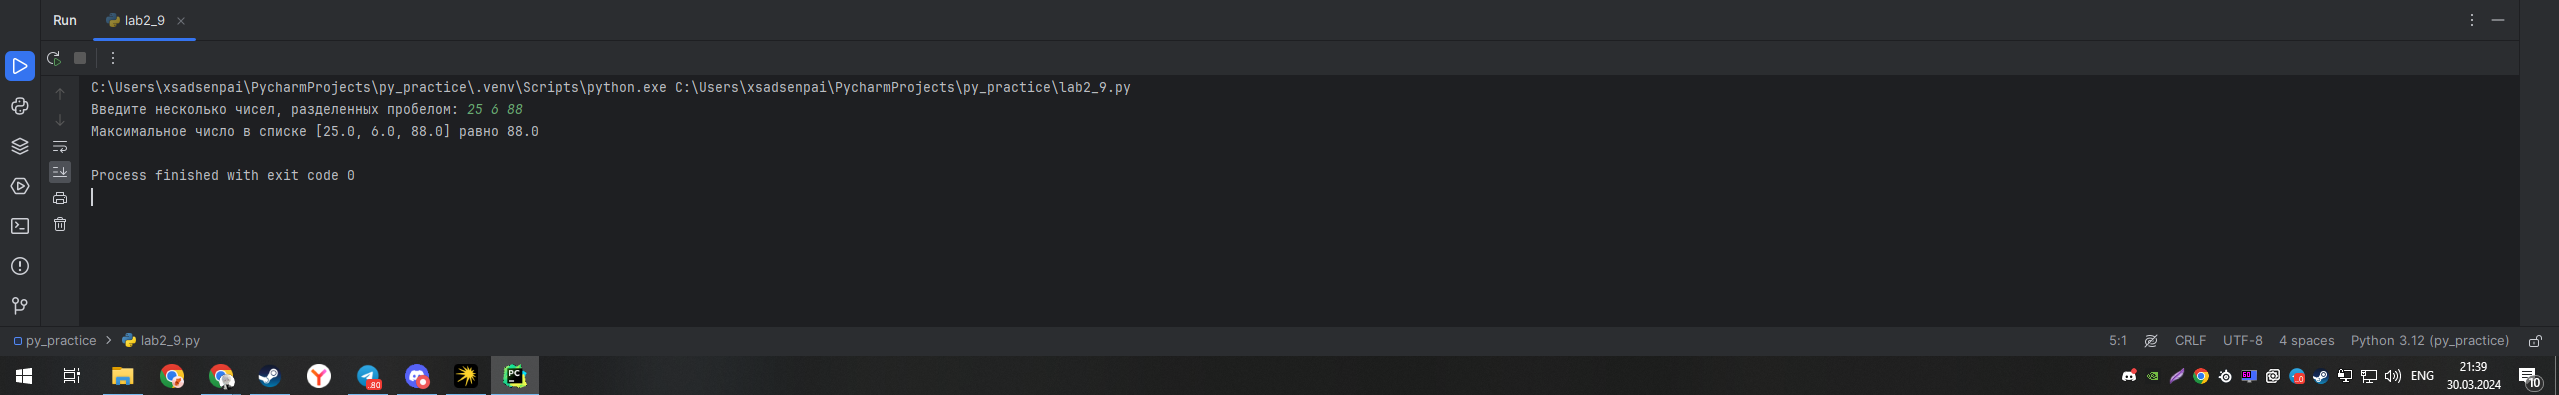 Run lab2_9
C:\Users\xsadsenpai\PycharmProjects\py_practice\.venv\Scripts\python.exe C:\Users\xsadsenpai\PycharmProjects\py_practice\lab2_9.py
Введите несколько чисел, разделенных пробелом: 25 6 88
Максимальное число в списке [25.0, 6.0, 88.0] равно 88.0
Process finished with exit code 0
py_practice > lab2_9.py 5:1 CRLF UTF-8 4 spaces Python 3.12 (py_practice)
80 PC ENG 21:39 10
30.03.2024